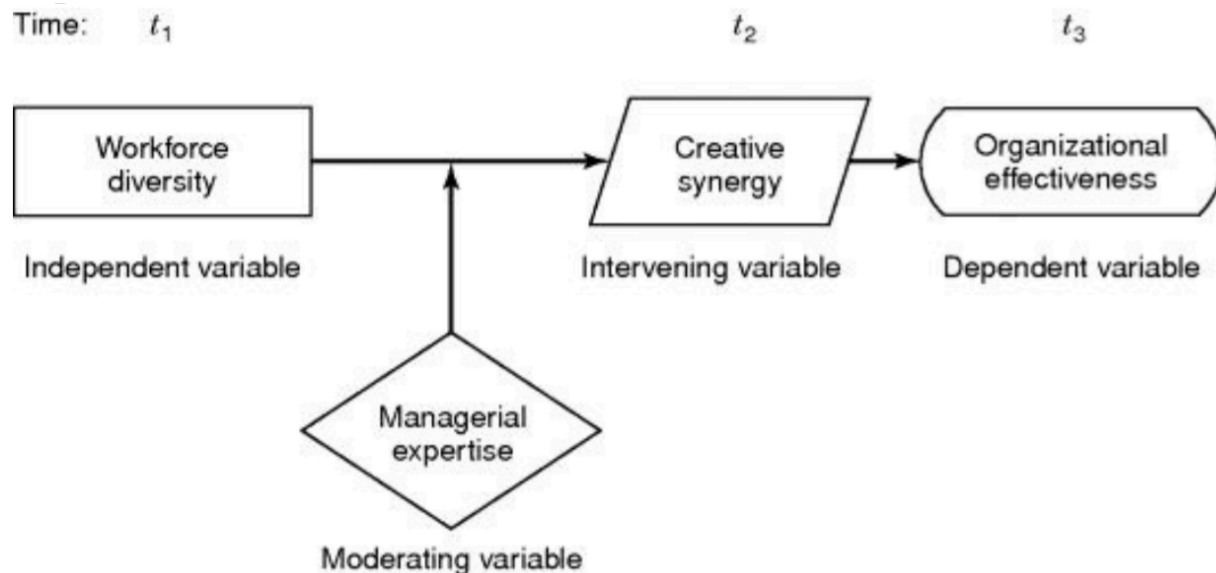 Time: t1 t2 t3
Workforce
diversity
Creative
synergy
Organizational
effectiveness
Independent variable
Intervening variable
Dependent variable
Managerial
expertise
Moderating variable